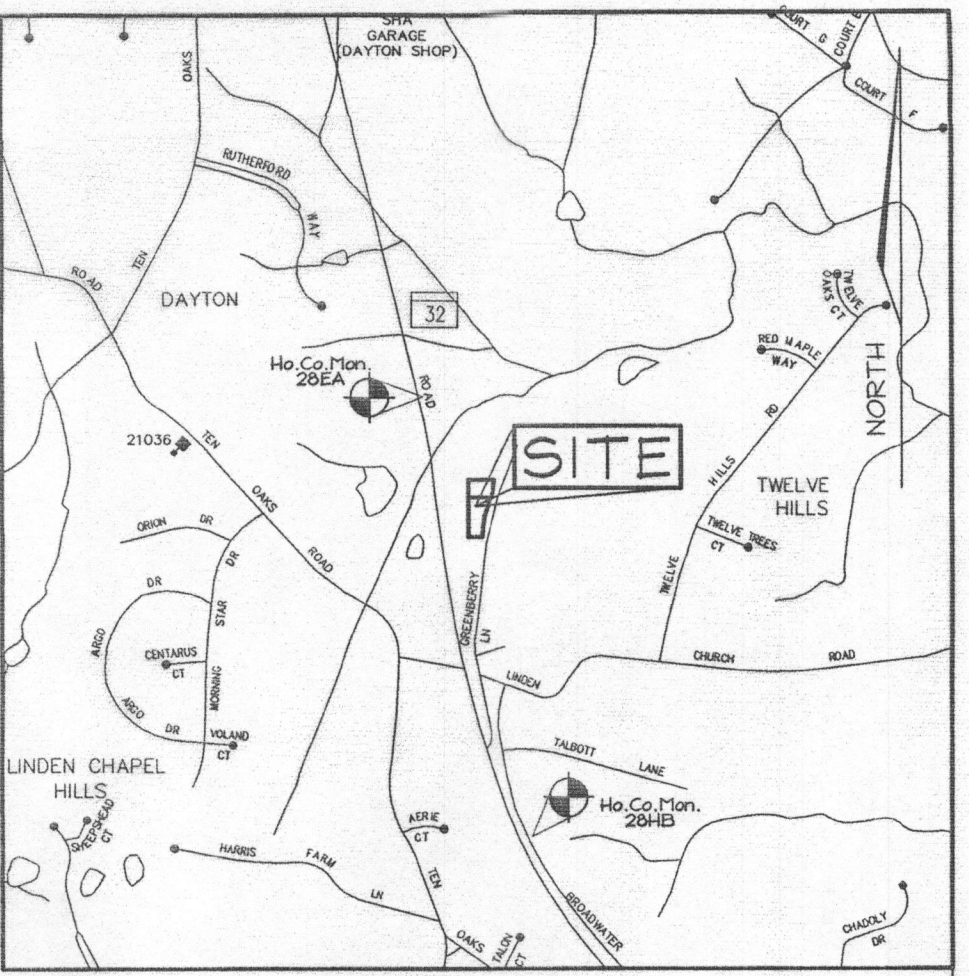 SHA
GARAGE
(DAYTON SHOP)
COURT G
COURT E
COURT F
OAKS
RUTHERFORD
WAY
TEN
ROAD
DAYTON
32
TWELVE
OAKS CT
RED MAPLE
WAY
NORTH
Ho.Co.Mon.
28EA
ROAD
21036
TEN
OAKS
ROAD
SITE
HILLS RD
TWELVE
HILLS
TWELVE TREES
CT
TWELVE
ORION DR
DR
STAR
MORNING
DR
ARGO
CENTARUS
CT
ARGO DR
VOLAND
CT
GREENBERRY
LN
LINDEN
CHURCH ROAD
TALBOTT LANE
LINDEN CHAPEL
HILLS
SHEEPSHEAD
CT
Ho.Co.Mon.
28HB
AERIE
CT
HARRIS FARM
LN
TEN
OAKS
TALON
CT
BROADWATER
CHADOLY
DR